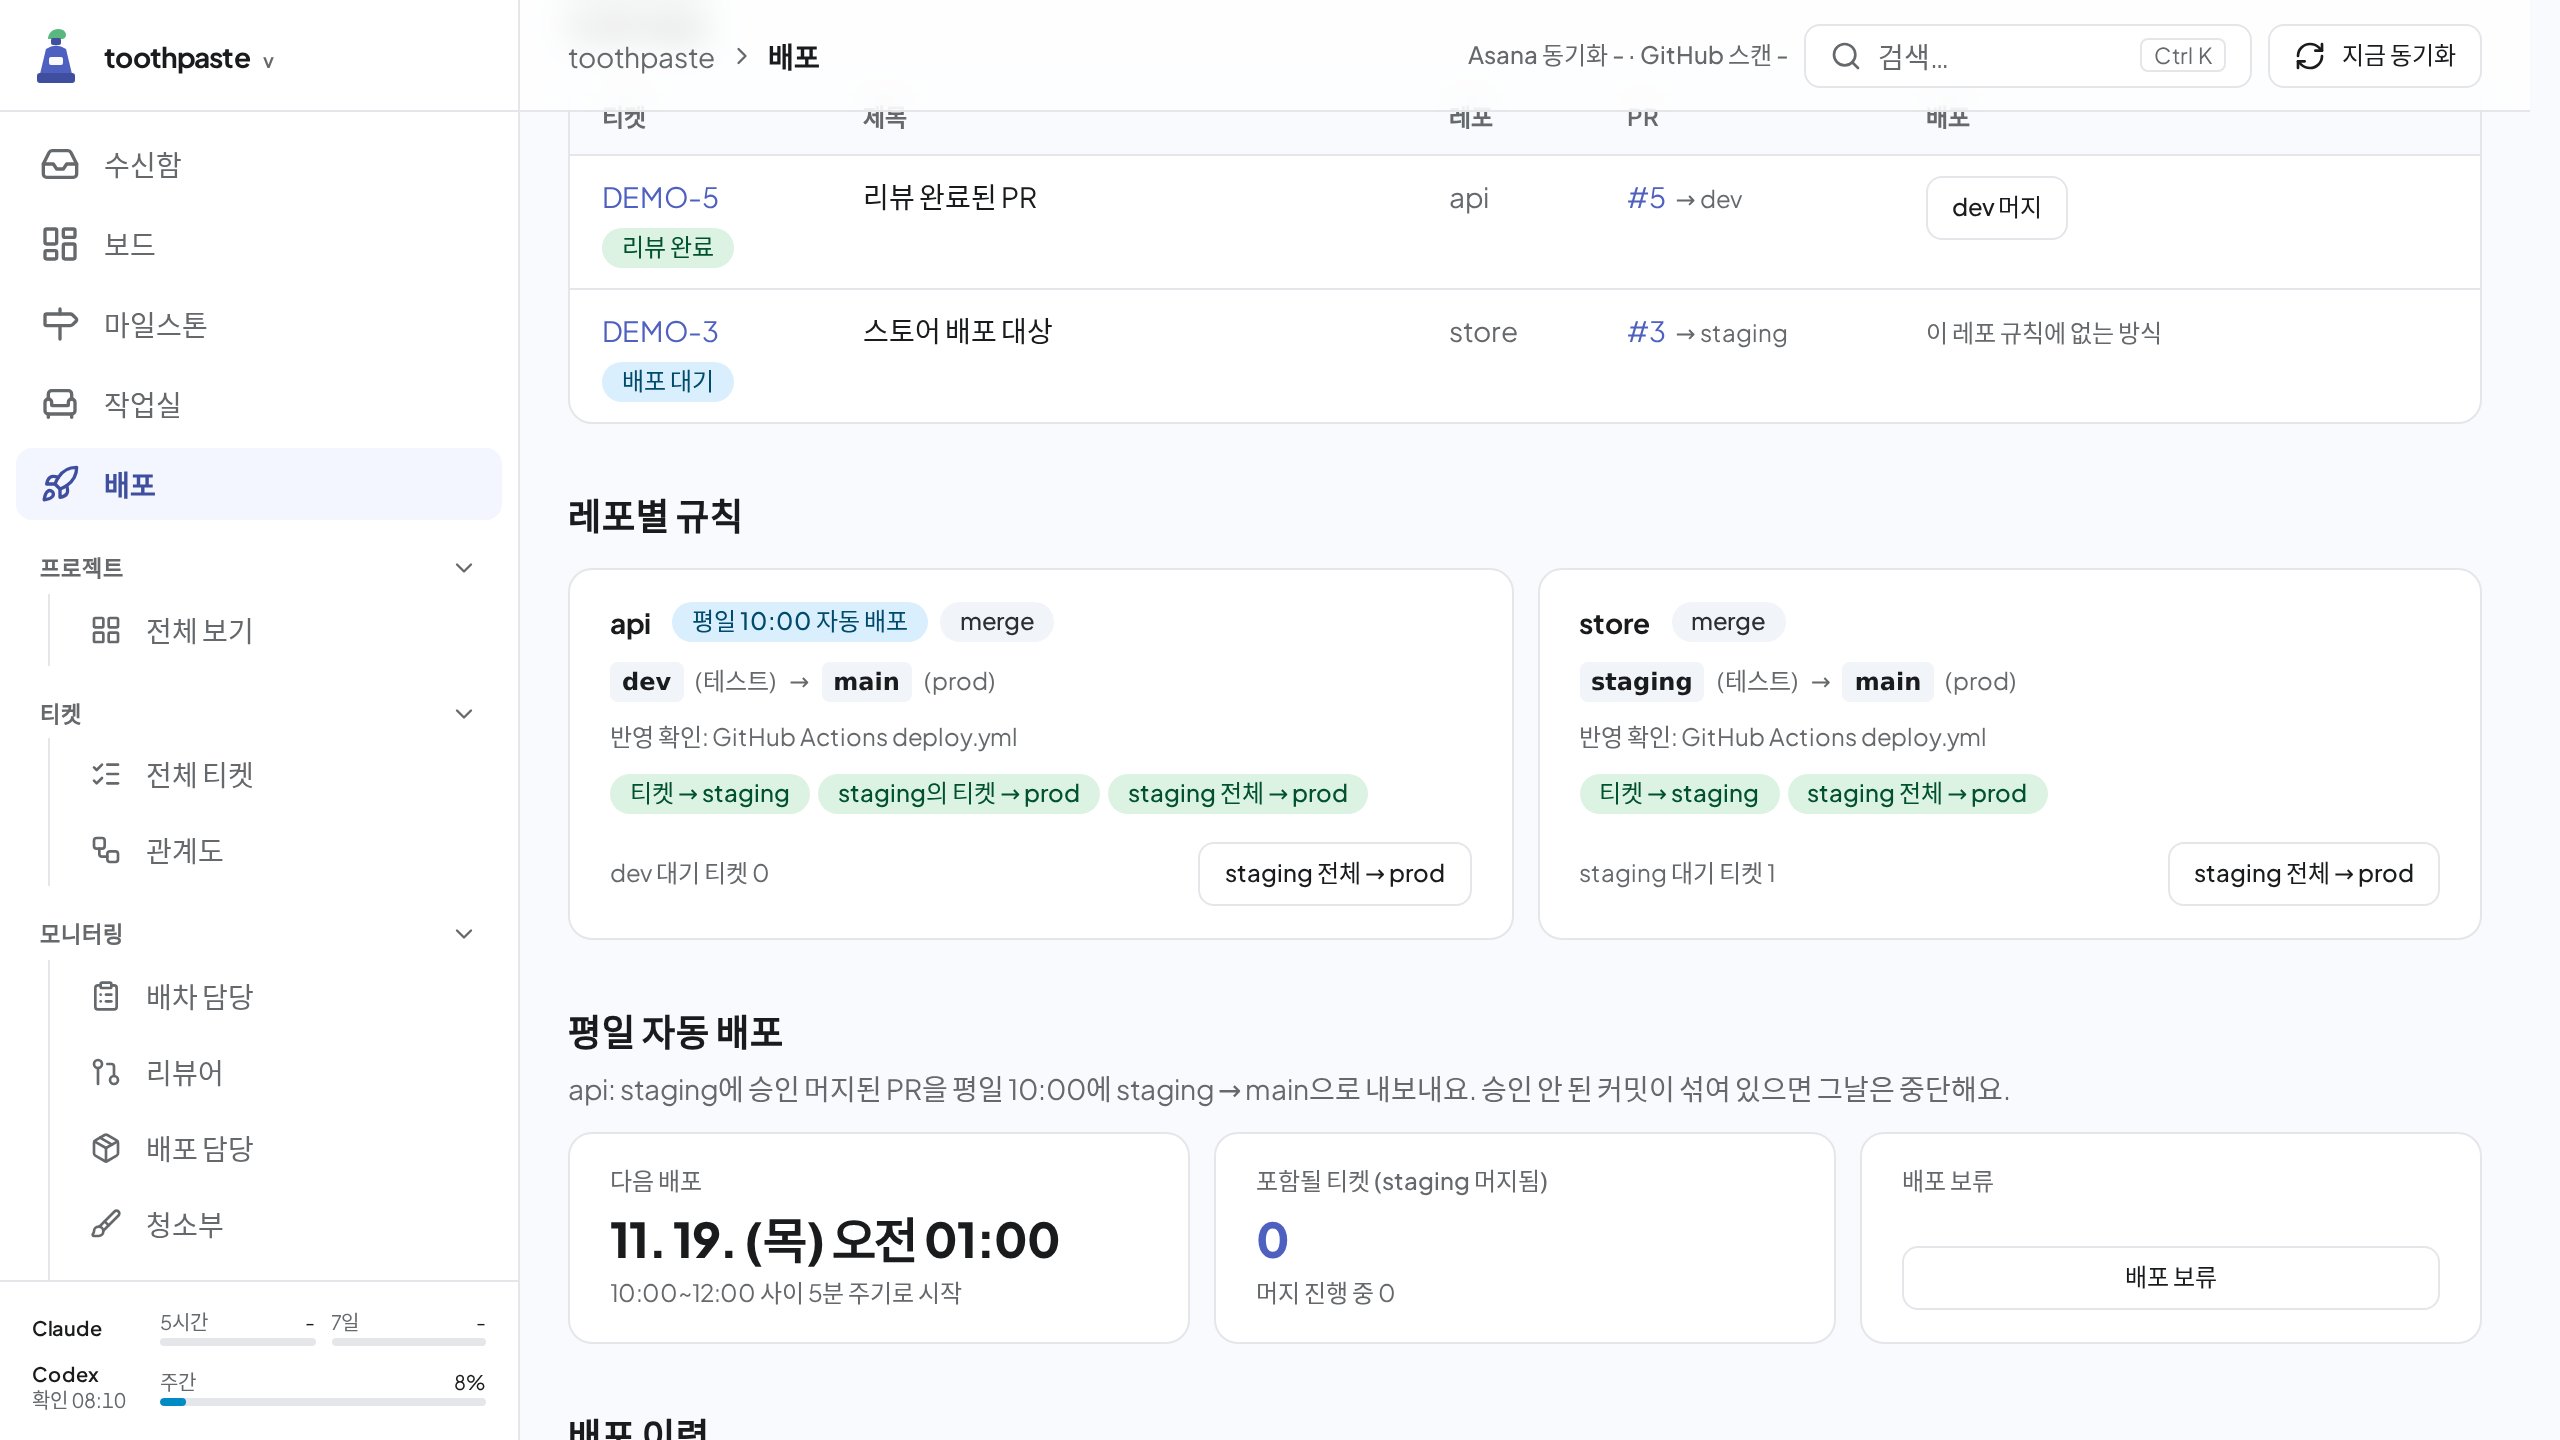 toothpaste v
수신함
보드
마일스톤
작업실
배포
프로젝트
전체 보기
티켓
전체 티켓
관계도
모니터링
배차 담당
리뷰어
배포 담당
청소부
Claude 5시간 - 7일 -
Codex 주간 8%
확인 08:10
toothpaste > 배포
Asana 동기화 - · GitHub 스캔 -
검색... Ctrl K
지금 동기화
티켓 제목 레포 PR 배포
DEMO-5 리뷰 완료된 PR api #5 → dev dev 머지
리뷰 완료
DEMO-3 스토어 배포 대상 store #3 → staging 이 레포 규칙에 없는 방식
배포 대기
레포별 규칙
api 평일 10:00 자동 배포 merge
dev (테스트) → main (prod)
반영 확인: GitHub Actions deploy.yml
티켓 → staging staging의 티켓 → prod staging 전체 → prod
dev 대기 티켓 0 staging 전체 → prod
store merge
staging (테스트) → main (prod)
반영 확인: GitHub Actions deploy.yml
티켓 → staging staging 전체 → prod
staging 대기 티켓 1 staging 전체 → prod
평일 자동 배포
api: staging에 승인 머지된 PR을 평일 10:00에 staging → main으로 내보내요. 승인 안 된 커밋이 섞여 있으면 그날은 중단해요.
다음 배포
11. 19. (목) 오전 01:00
10:00~12:00 사이 5분 주기로 시작
포함될 티켓 (staging 머지됨)
0
머지 진행 중 0
배포 보류
배포 보류
배포 이력